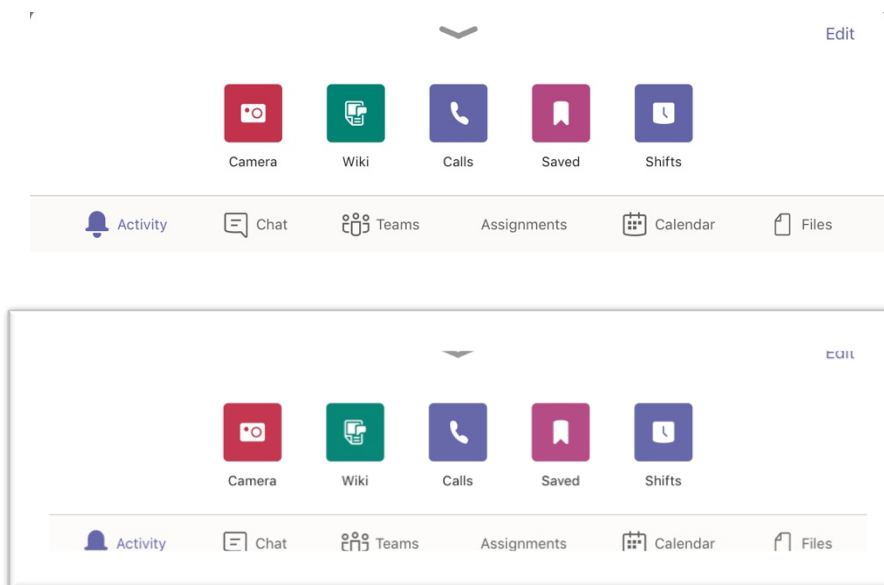 Edit
Camera Wiki Calls Saved Shifts
Activity Chat Teams Assignments Calendar Files
Edit
Camera Wiki Calls Saved Shifts
Activity Chat Teams Assignments Calendar Files